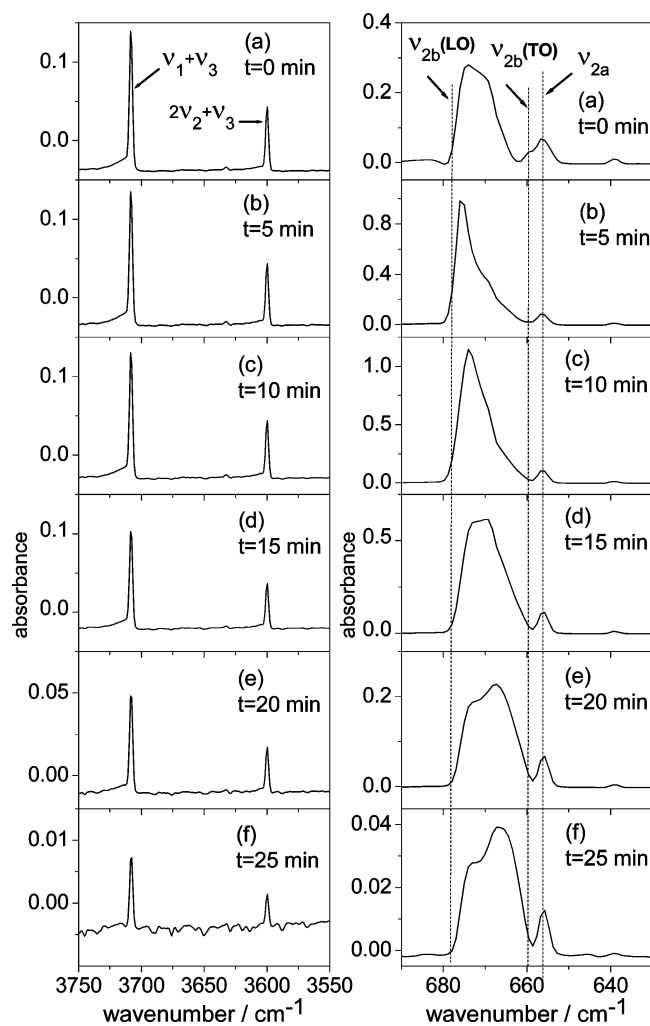 ν1+ν3
2ν2+ν3
(a)
t=0 min
0.1
0.0
(b)
t=5 min
0.1
0.0
(c)
t=10 min
0.1
0.0
(d)
t=15 min
0.1
0.0
(e)
t=20 min
0.05
0.00
(f)
t=25 min
0.01
0.00
absorbance
3750 3700 3650 3600 3550
wavenumber / cm-1
ν2b(LO)
ν2b(TO)
ν2a
(a)
t=0 min
0.4
0.2
0.0
(b)
t=5 min
0.8
0.4
0.0
(c)
t=10 min
1.0
0.5
0.0
(d)
t=15 min
0.5
0.0
(e)
t=20 min
0.2
0.0
(f)
t=25 min
0.04
0.02
0.00
absorbance
680 660 640
wavenumber / cm-1